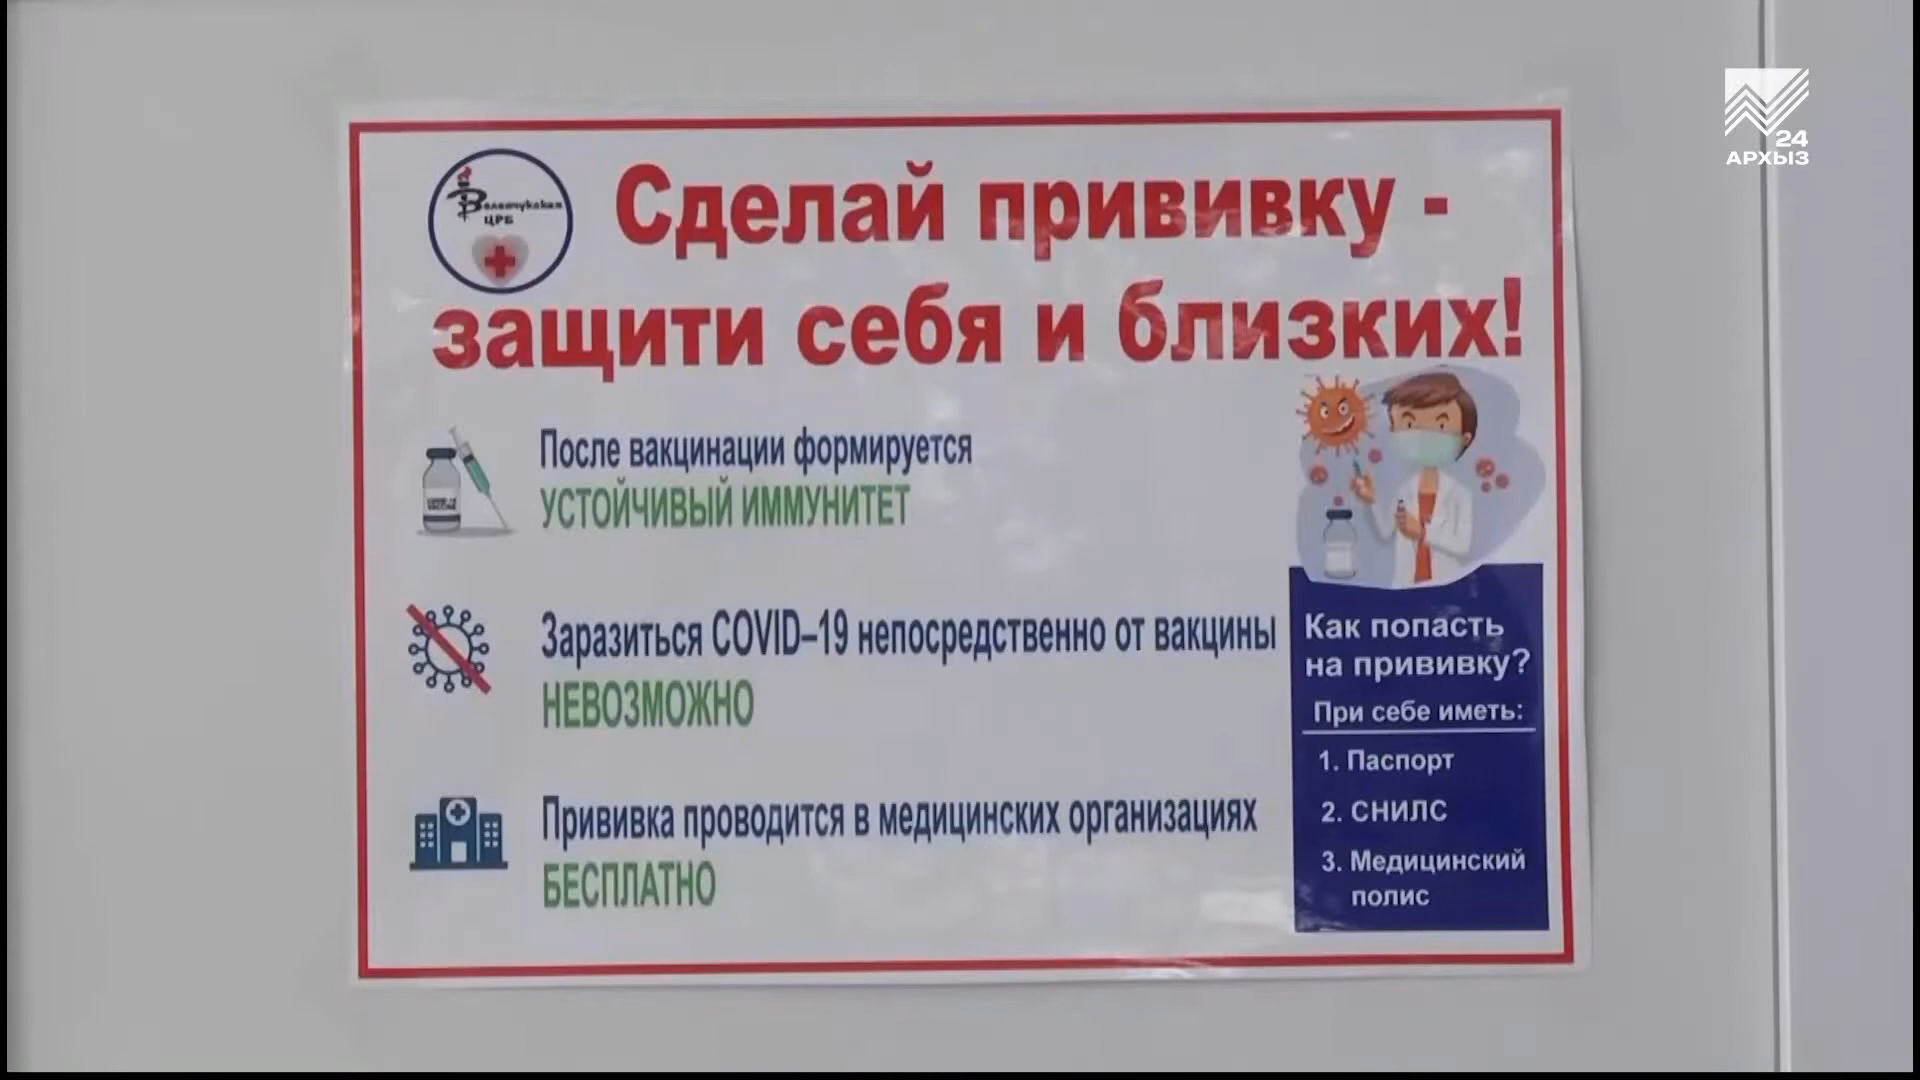 24
АРХЫЗ
ЦРБ
Сделай прививку -
защити себя и близких!
После вакцинации формируется
УСТОЙЧИВЫЙ ИММУНИТЕТ
Заразиться COVID–19 непосредственно от вакцины
НЕВОЗМОЖНО
Прививка проводится в медицинских организациях
БЕСПЛАТНО
Как попасть
на прививку?
При себе иметь:
1. Паспорт
2. СНИЛС
3. Медицинский
полис